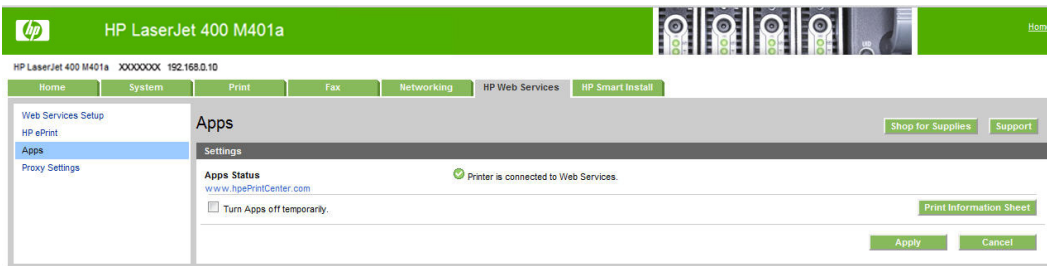 hp HP LaserJet 400 M401a Home
HP LaserJet 400 M401a XXXXXXX 192.168.0.10
Home System Print Fax Networking HP Web Services HP Smart Install
Web Services Setup
HP ePrint
Apps
Proxy Settings
Apps Shop for Supplies Support
Settings
Apps Status Printer is connected to Web Services.
www.hpePrintCenter.com
Turn Apps off temporarily. Print Information Sheet
Apply Cancel